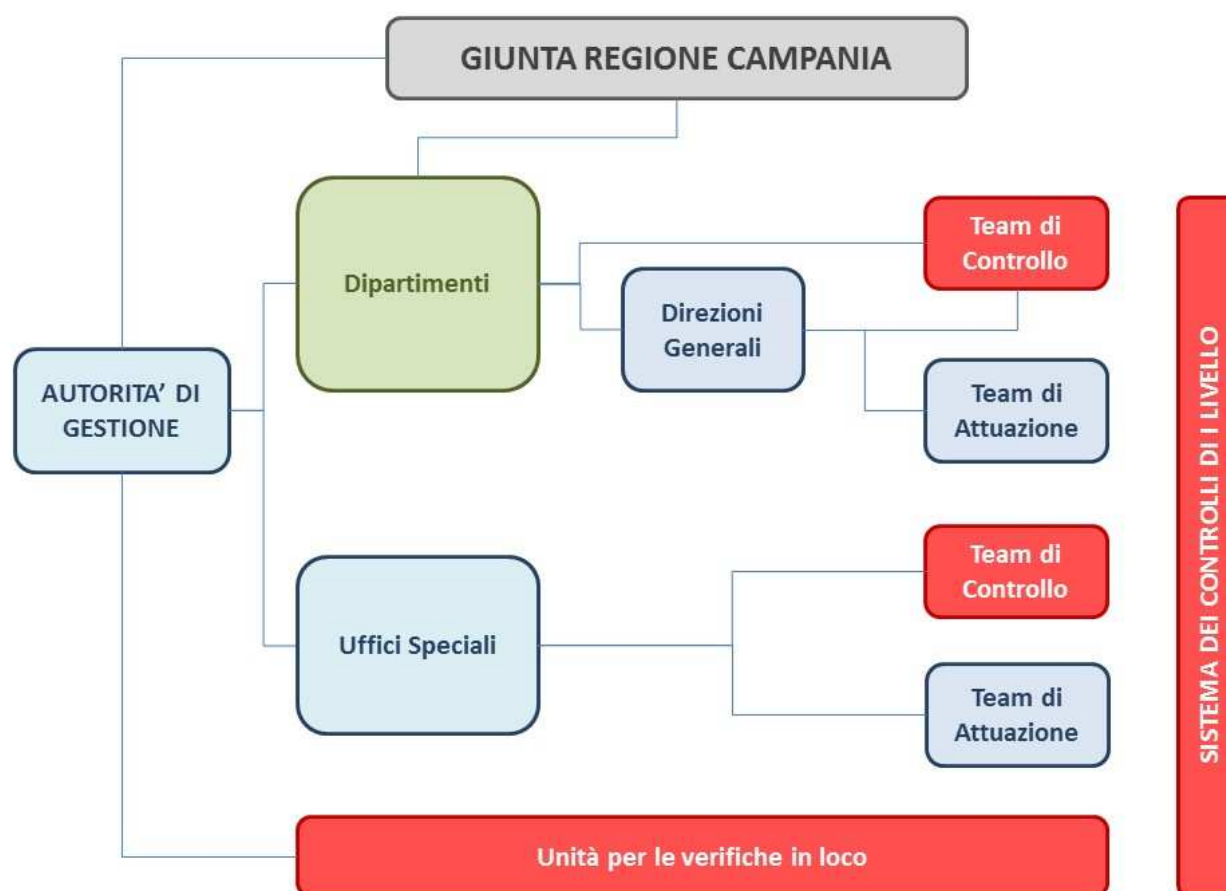 GIUNTA REGIONE CAMPANIA
Dipartimenti
Team di
Controllo
Direzioni
Generali
Team di
Attuazione
AUTORITA’ DI
GESTIONE
Uffici Speciali
Team di
Controllo
Team di
Attuazione
Unità per le verifiche in loco
SISTEMA DEI CONTROLLI DI I LIVELLO